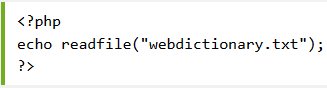 <?php
echo readfile("webdictionary.txt");
?>